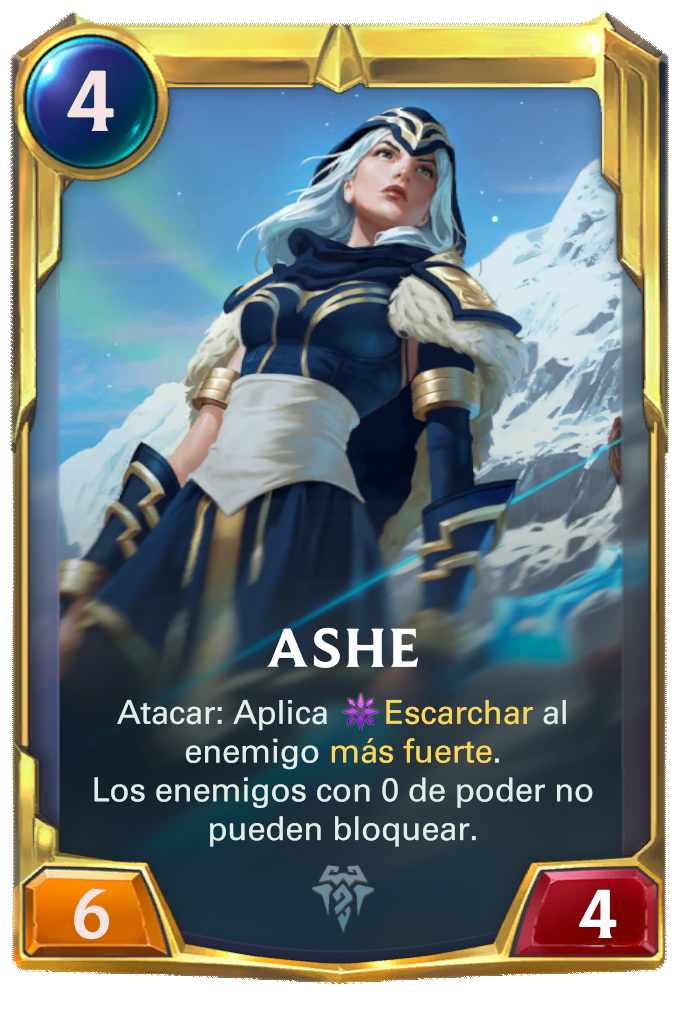 4
ASHE
Atacar: Aplica Escarchar al
enemigo más fuerte.
Los enemigos con 0 de poder no
pueden bloquear.
6
4